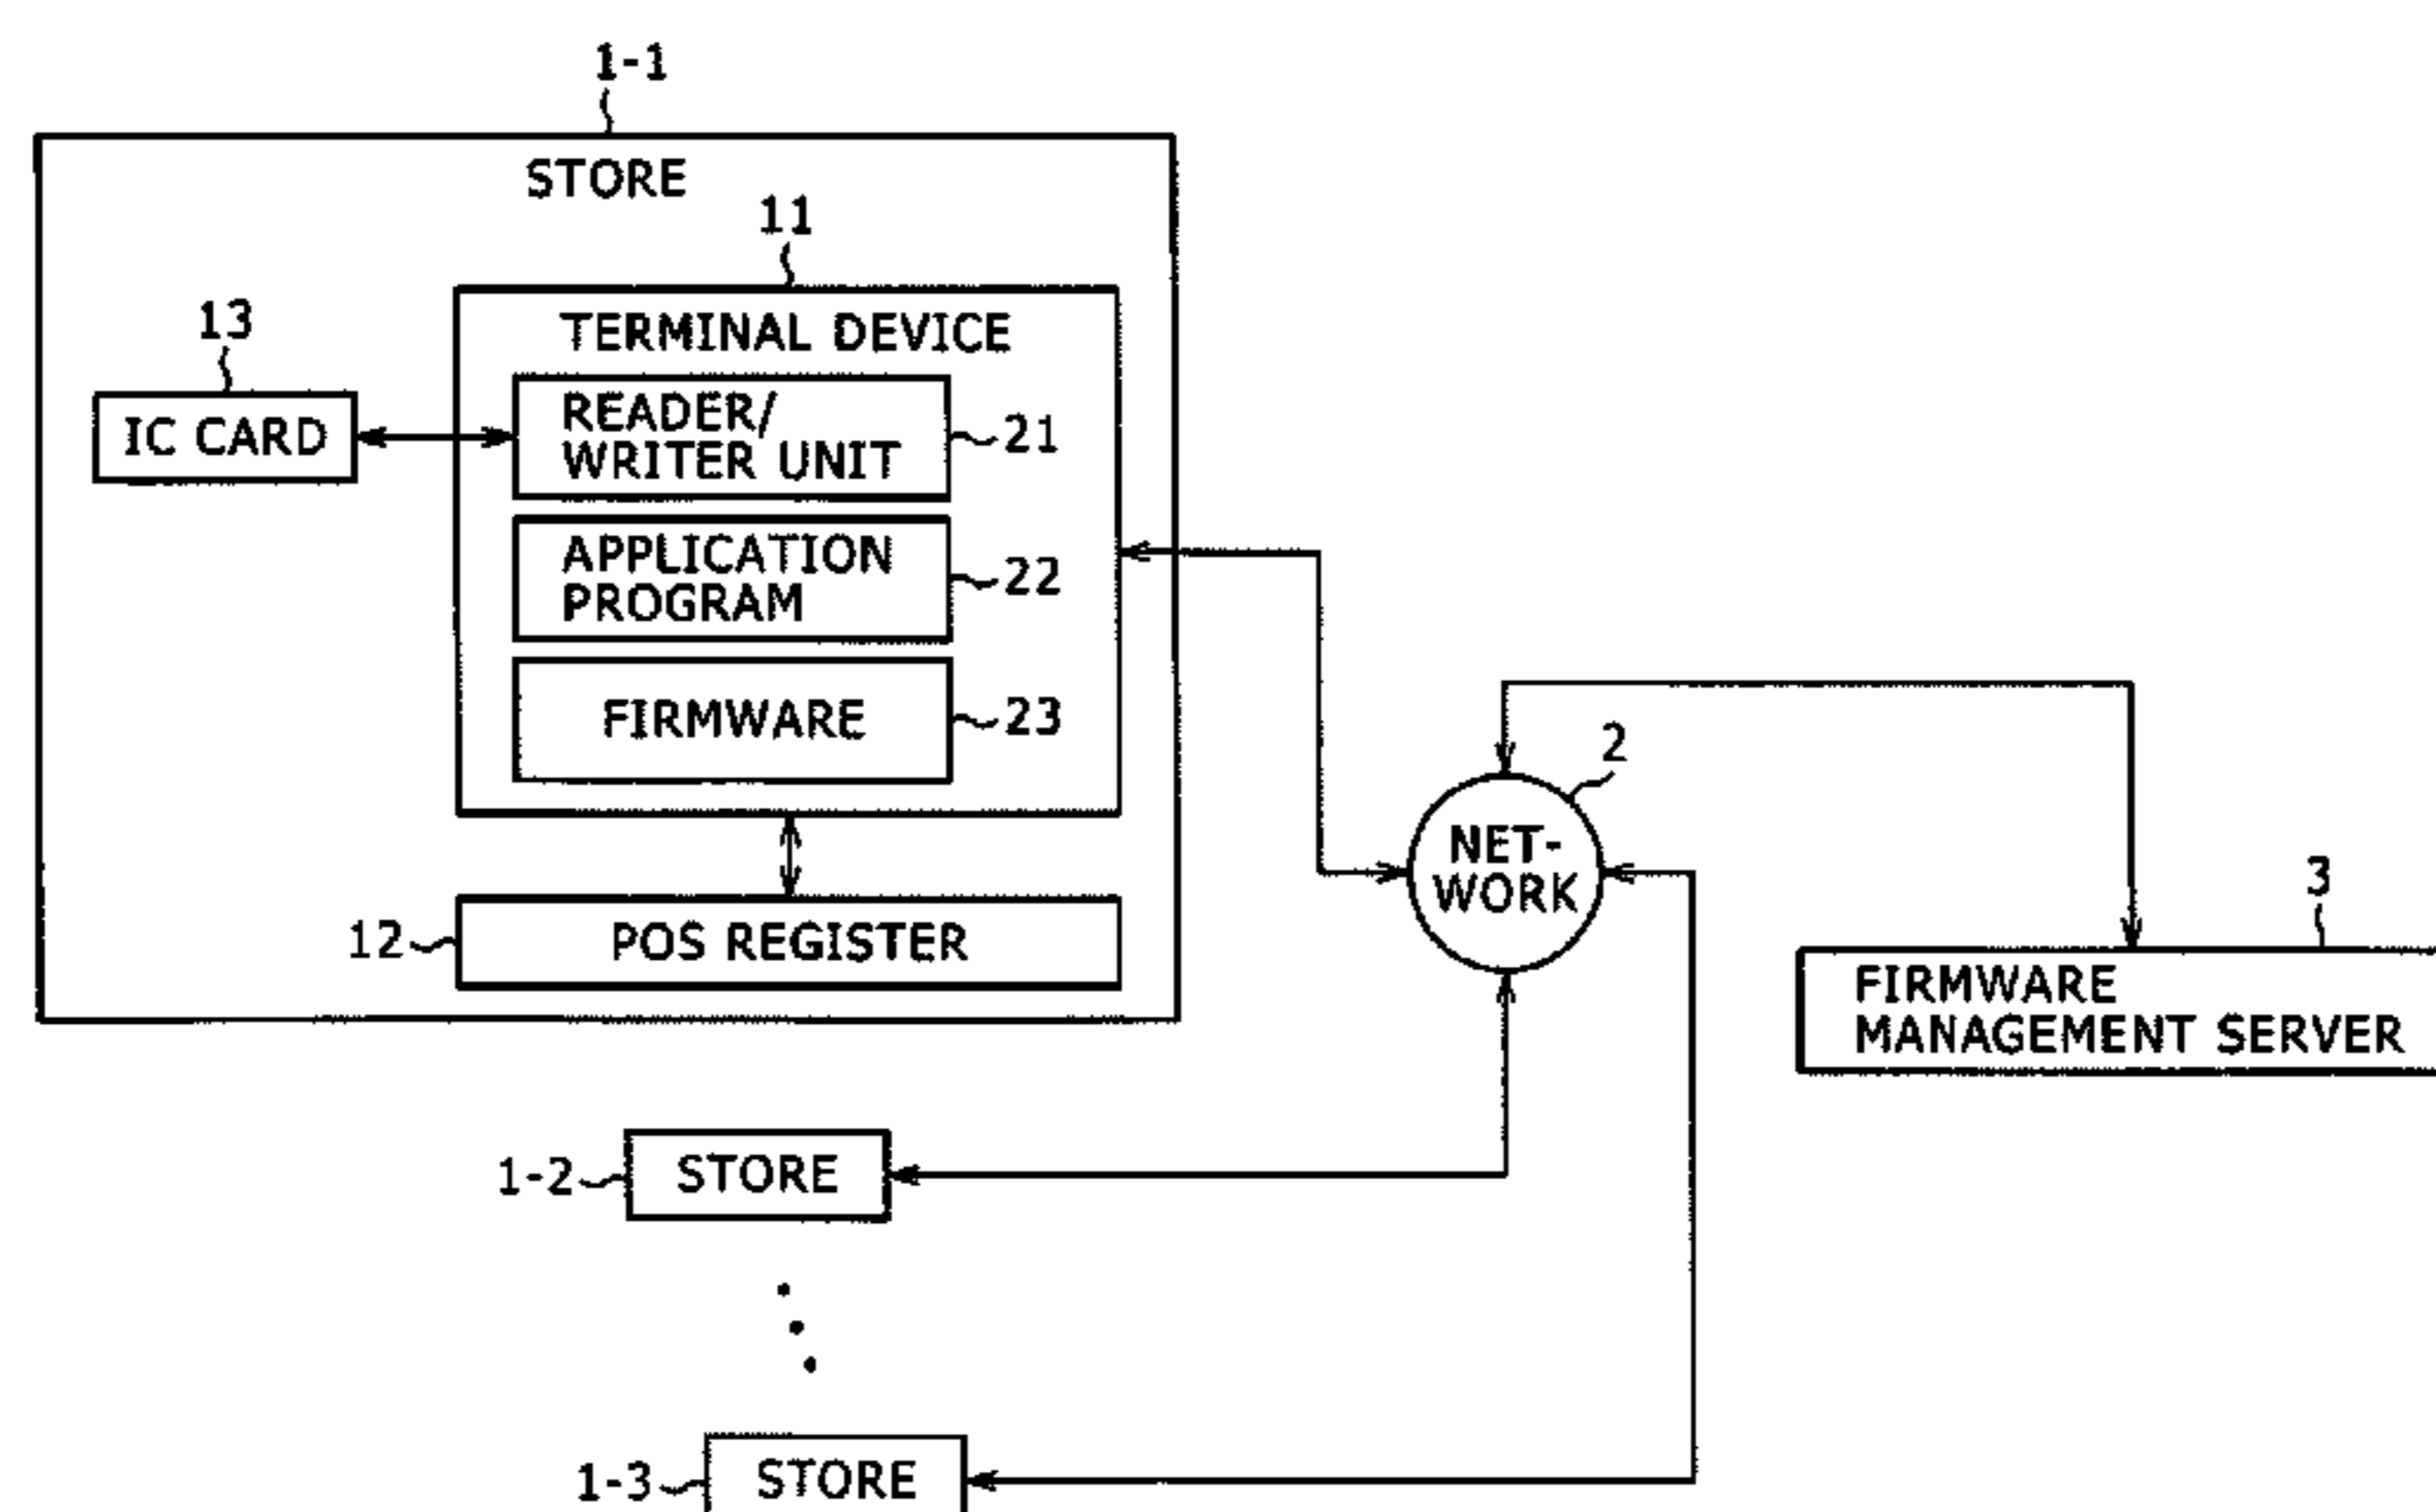 1-1
STORE
11
TERMINAL DEVICE
13
IC CARD
READER/
WRITER UNIT
21
APPLICATION
PROGRAM
22
FIRMWARE
23
12
POS REGISTER
2
NET-
WORK
3
FIRMWARE
MANAGEMENT SERVER
1-2
STORE
1-3
STORE